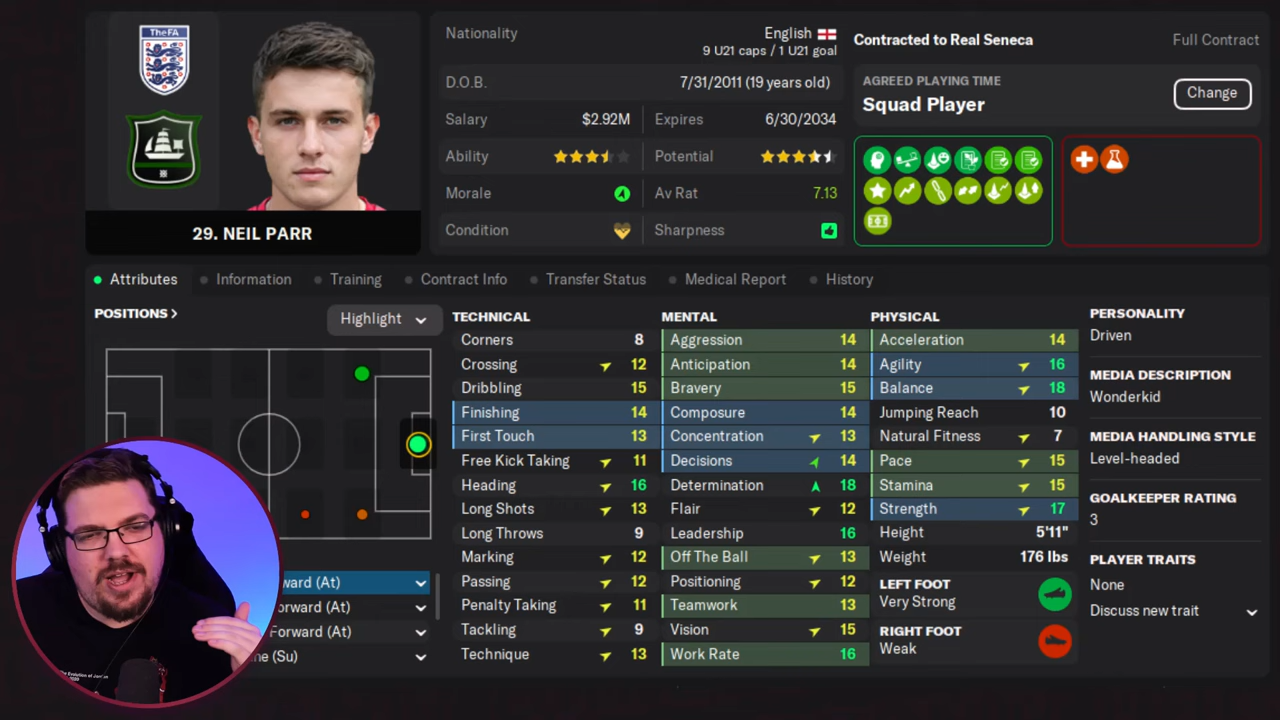 The FA
29. NEIL PARR
Nationality
English
9 U21 caps / 1 U21 goal
D.O.B.
7/31/2011 (19 years old)
Salary
$2.92M
Expires
6/30/2034
Ability
Potential
Morale
Av Rat
7.13
Condition
Sharpness
Contracted to Real Seneca
Full Contract
AGREED PLAYING TIME
Squad Player
Change
Attributes
Information
Training
Contract Info
Transfer Status
Medical Report
History
POSITIONS >
Highlight
ward (At)
orward (At)
Forward (At)
(Su)
TECHNICAL
Corners 8
Crossing 12
Dribbling 15
Finishing 14
First Touch 13
Free Kick Taking 11
Heading 16
Long Shots 13
Long Throws 9
Marking 12
Passing 12
Penalty Taking 11
Tackling 9
Technique 13
MENTAL
Aggression 14
Anticipation 14
Bravery 15
Composure 14
Concentration 13
Decisions 14
Determination 18
Flair 12
Leadership 16
Off The Ball 13
Positioning 12
Teamwork 13
Vision 15
Work Rate 16
PHYSICAL
Acceleration 14
Agility 16
Balance 18
Jumping Reach 10
Natural Fitness 7
Pace 15
Stamina 15
Strength 17
Height 5'11"
Weight 176 lbs
LEFT FOOT
Very Strong
RIGHT FOOT
Weak
PERSONALITY
Driven
MEDIA DESCRIPTION
Wonderkid
MEDIA HANDLING STYLE
Level-headed
GOALKEEPER RATING
3
PLAYER TRAITS
None
Discuss new trait